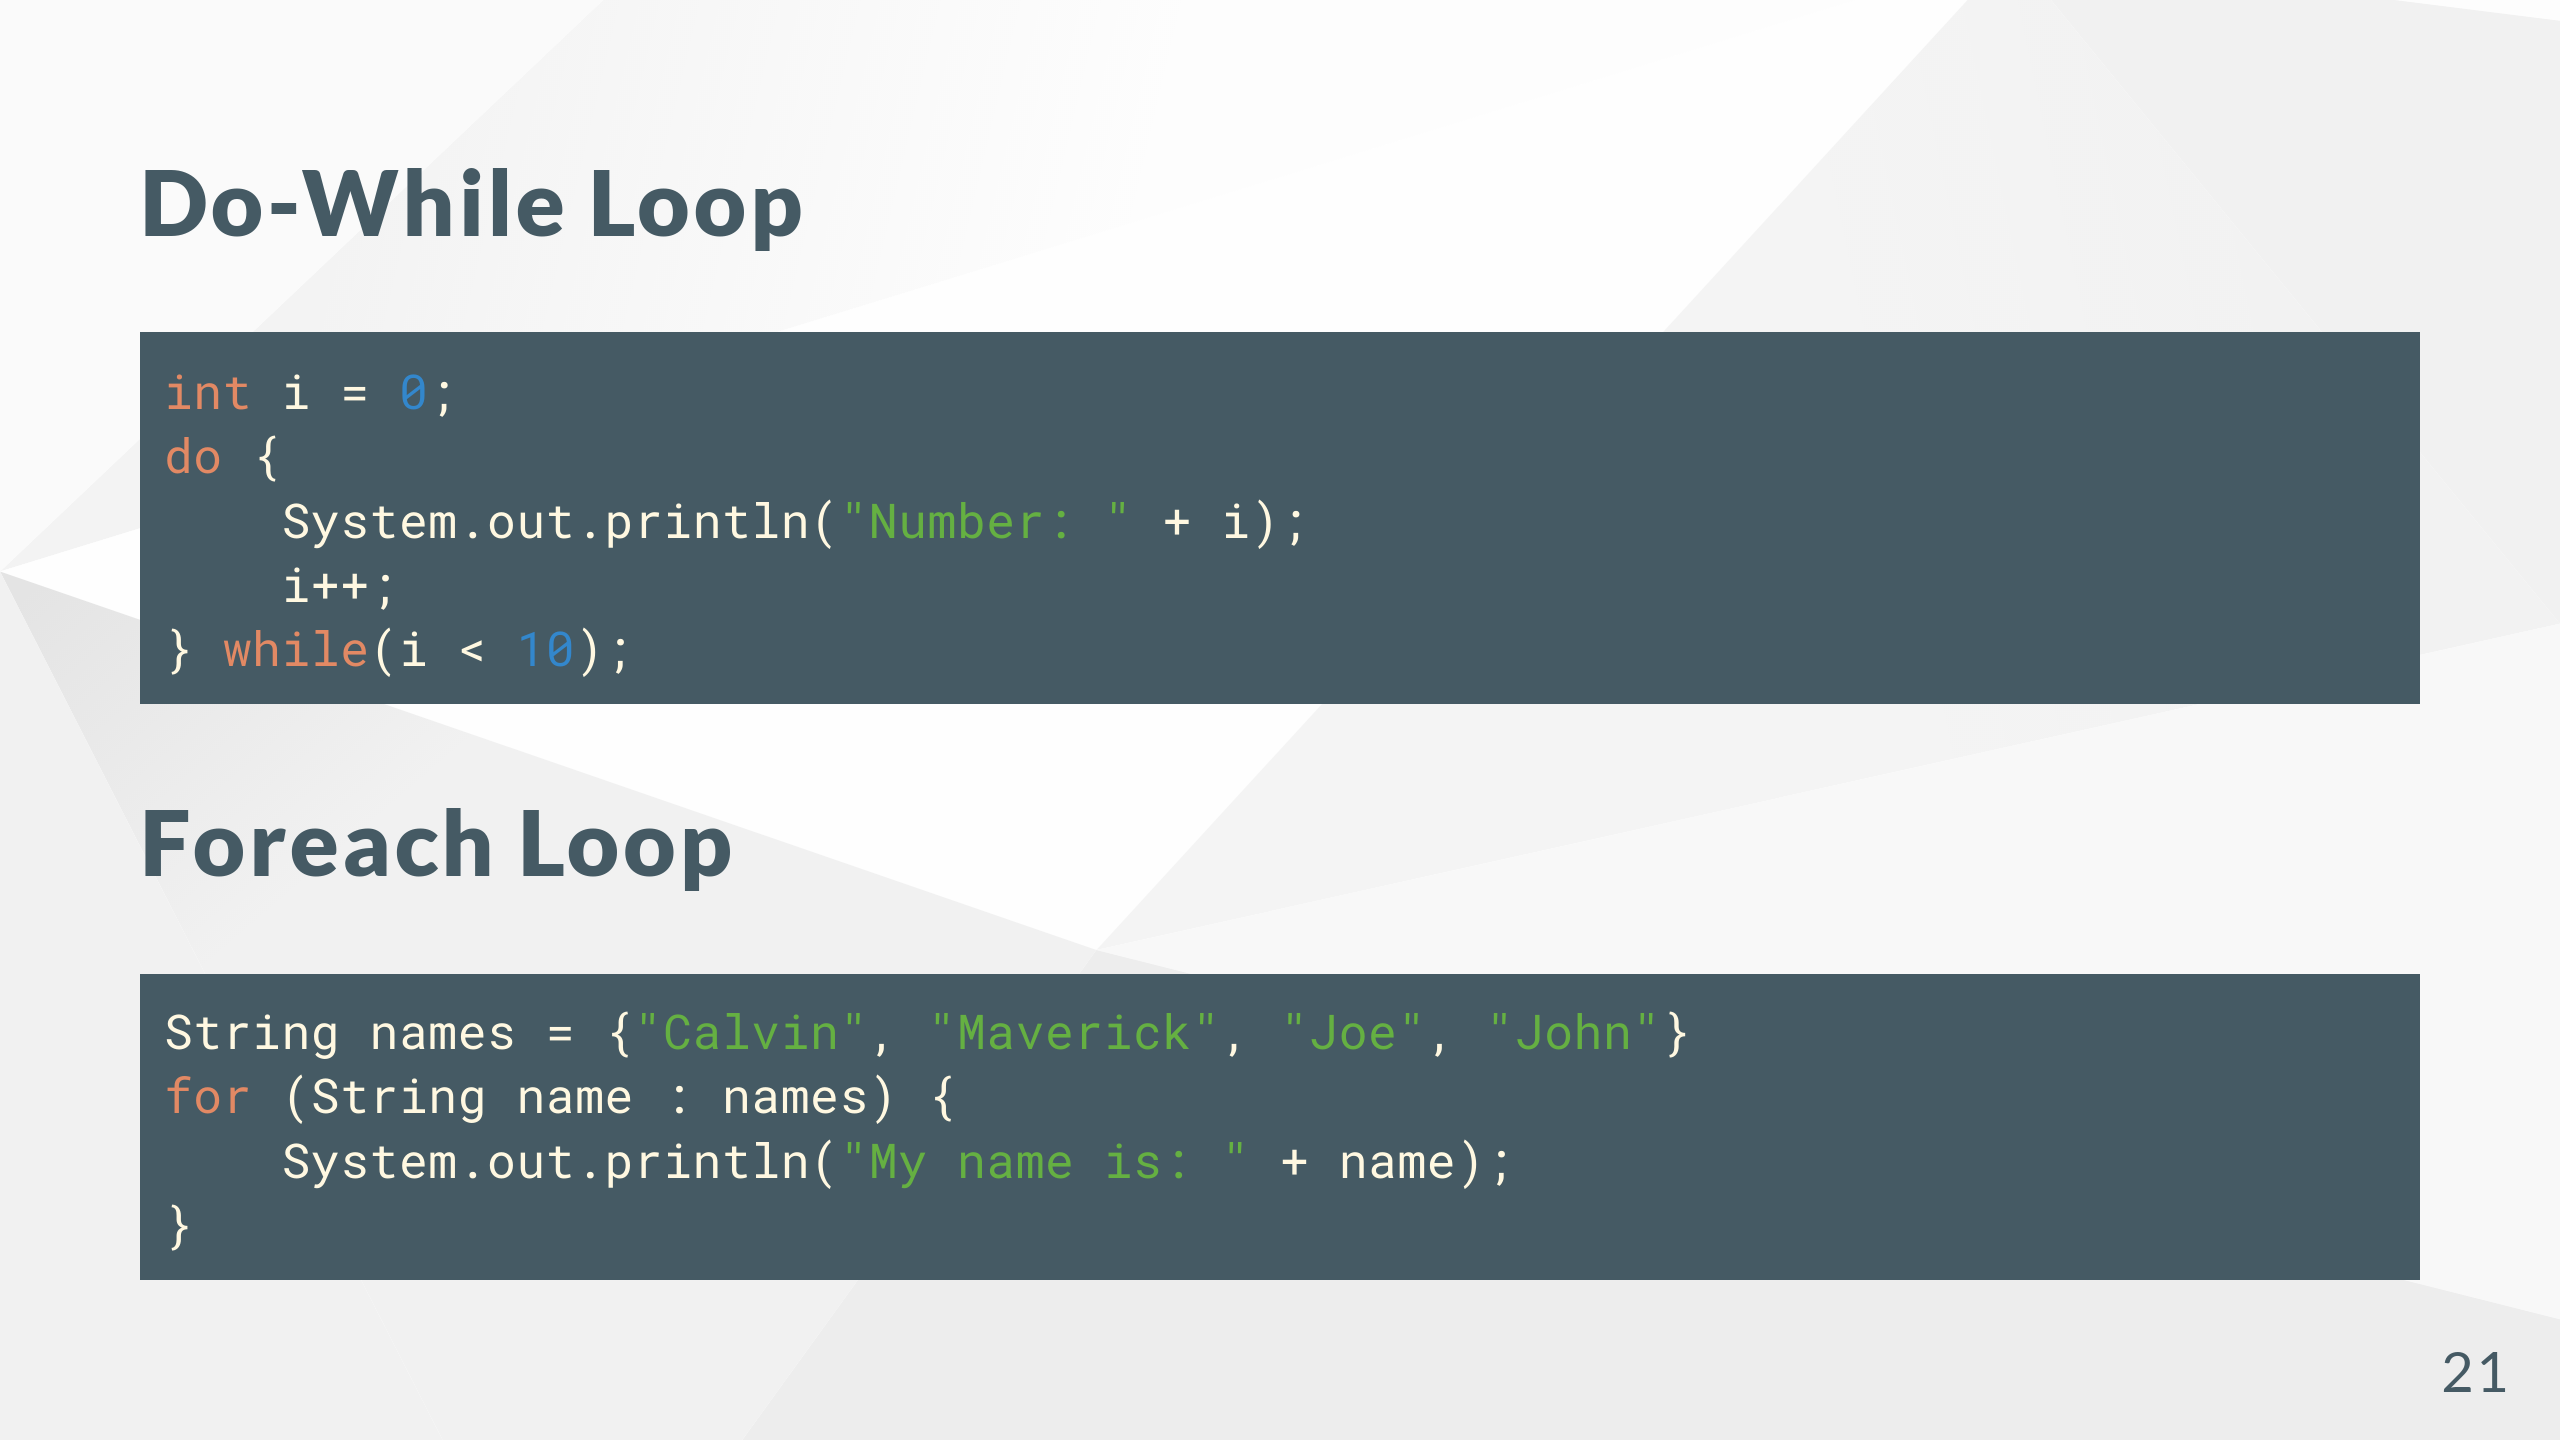 Do-While Loop
int i = 0;
do {
    System.out.println("Number: " + i);
    i++;
} while(i < 10);
Foreach Loop
String names = {"Calvin", "Maverick", "Joe", "John"}
for (String name : names) {
    System.out.println("My name is: " + name);
}
21